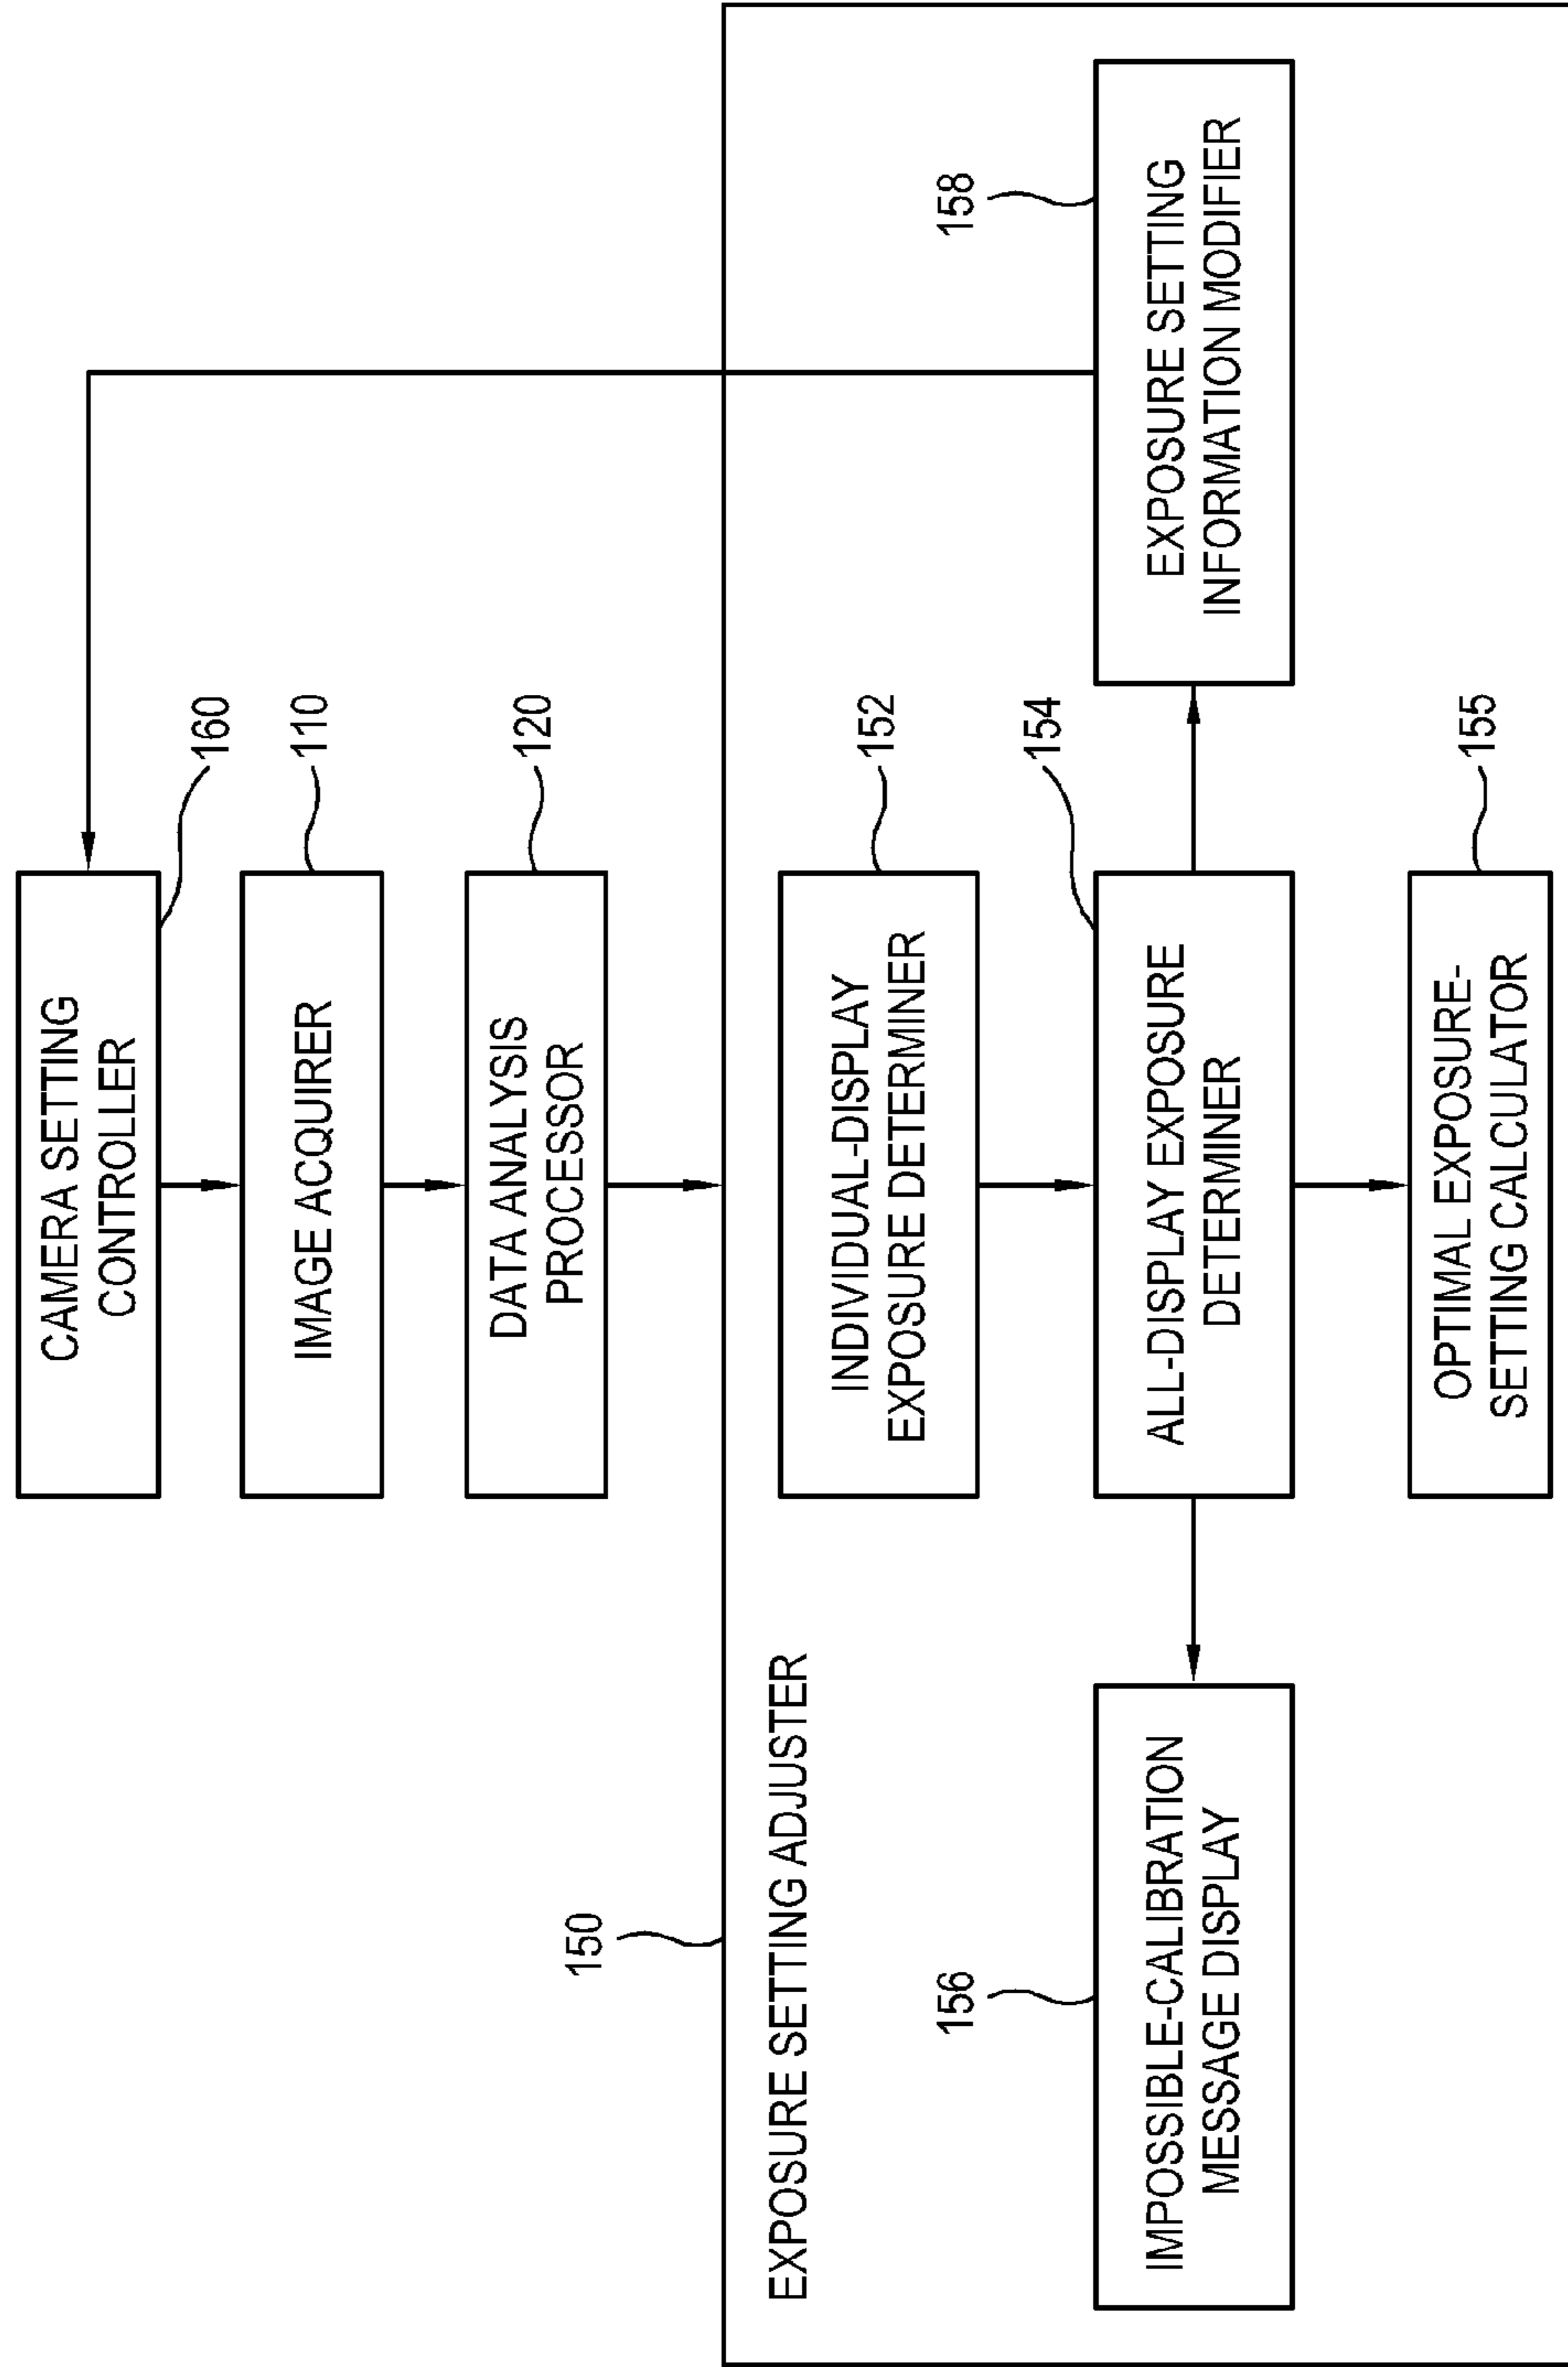 CAMERA SETTING
CONTROLLER
160
IMAGE ACQUIRER
110
DATA ANALYSIS
PROCESSOR
120
150
EXPOSURE SETTING ADJUSTER
INDIVIDUAL-DISPLAY
EXPOSURE DETERMINER
152
156
IMPOSSIBLE-CALIBRATION
MESSAGE DISPLAY
ALL-DISPLAY EXPOSURE
DETERMINER
154
158
EXPOSURE SETTING
INFORMATION MODIFIER
OPTIMAL EXPOSURE-
SETTING CALCULATOR
155